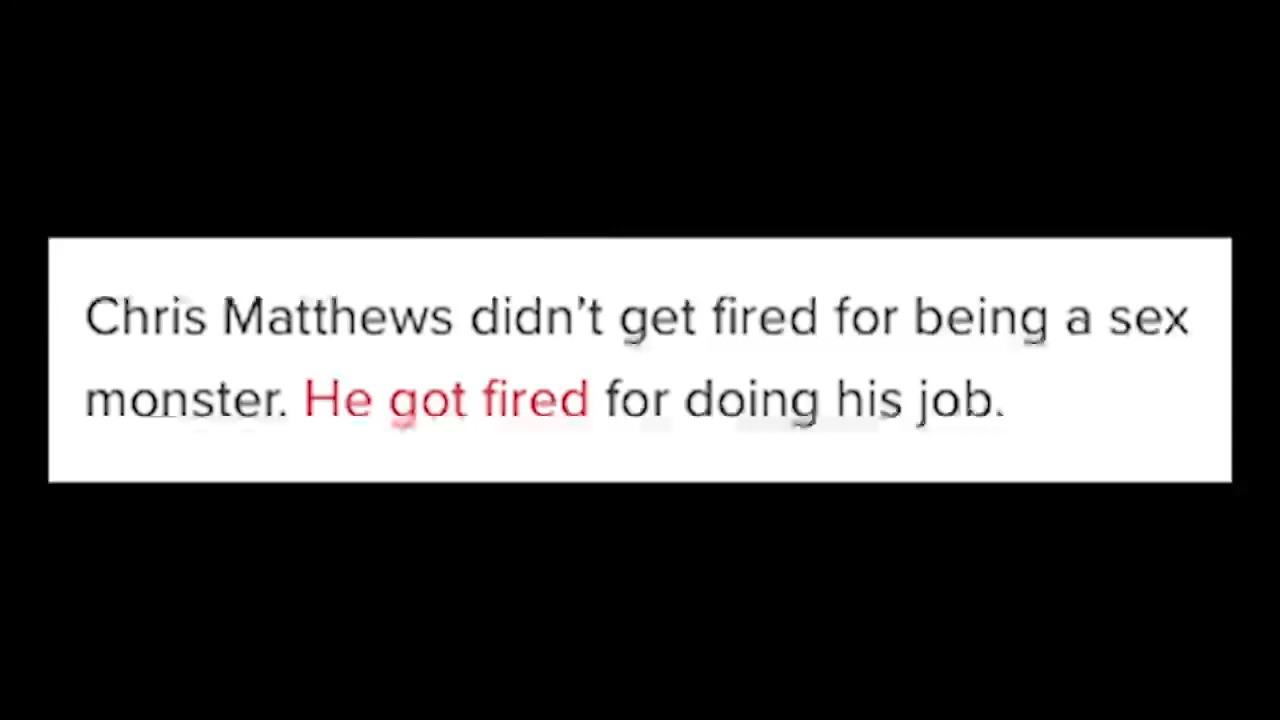 Chris Matthews didn’t get fired for being a sex
monster. He got fired for doing his job.